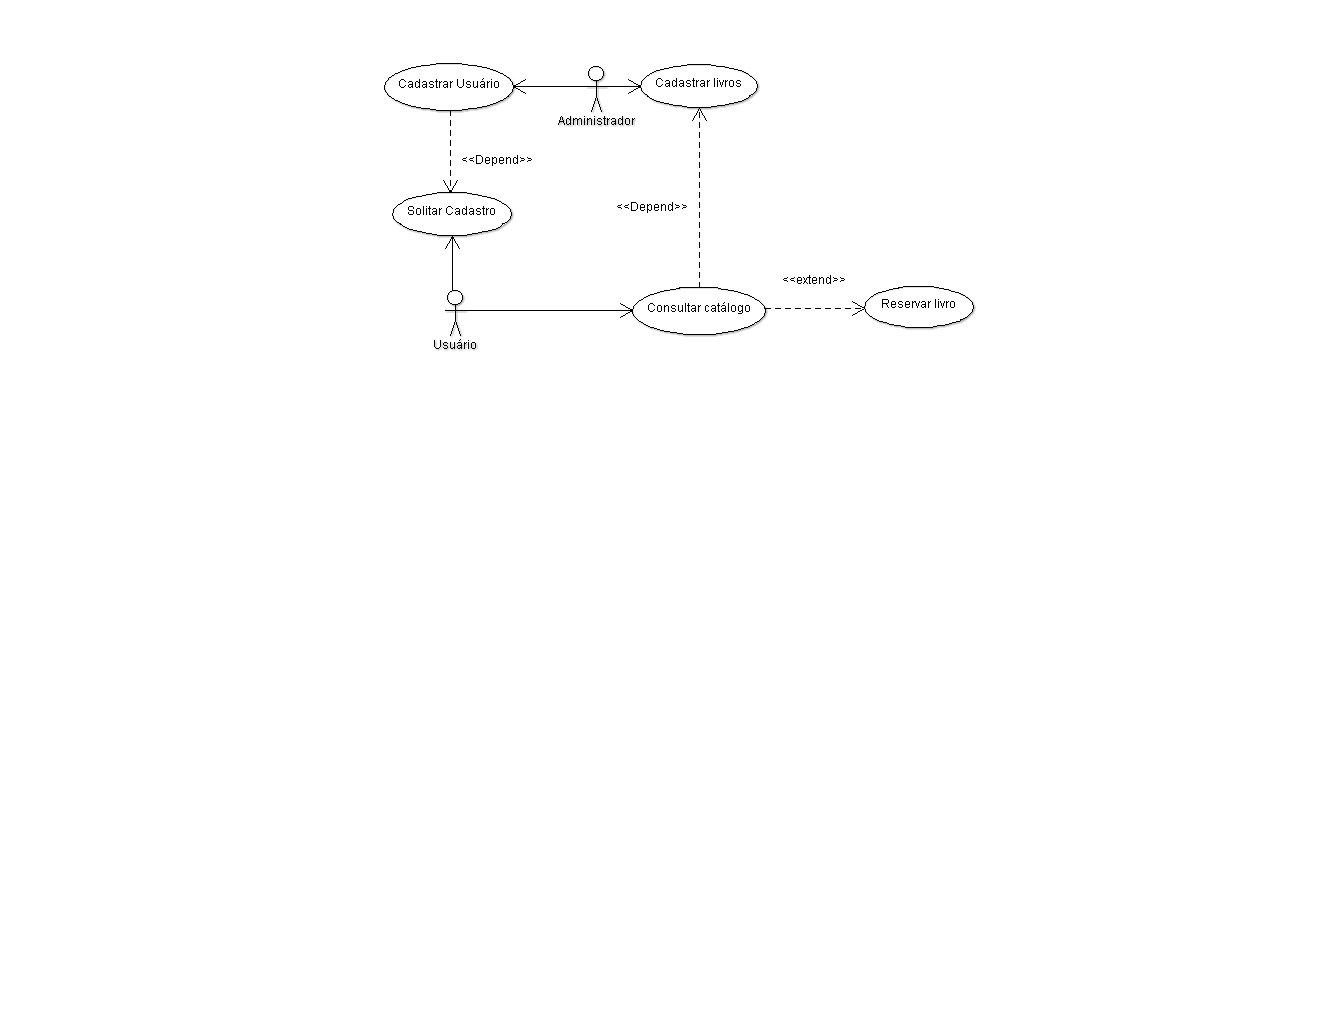 Cadastrar Usuário
Cadastrar livros
Administrador
<<Depend>>
<<Depend>>
Solitar Cadastro
<<extend>>
Consultar catálogo
Reservar livro
Usuário